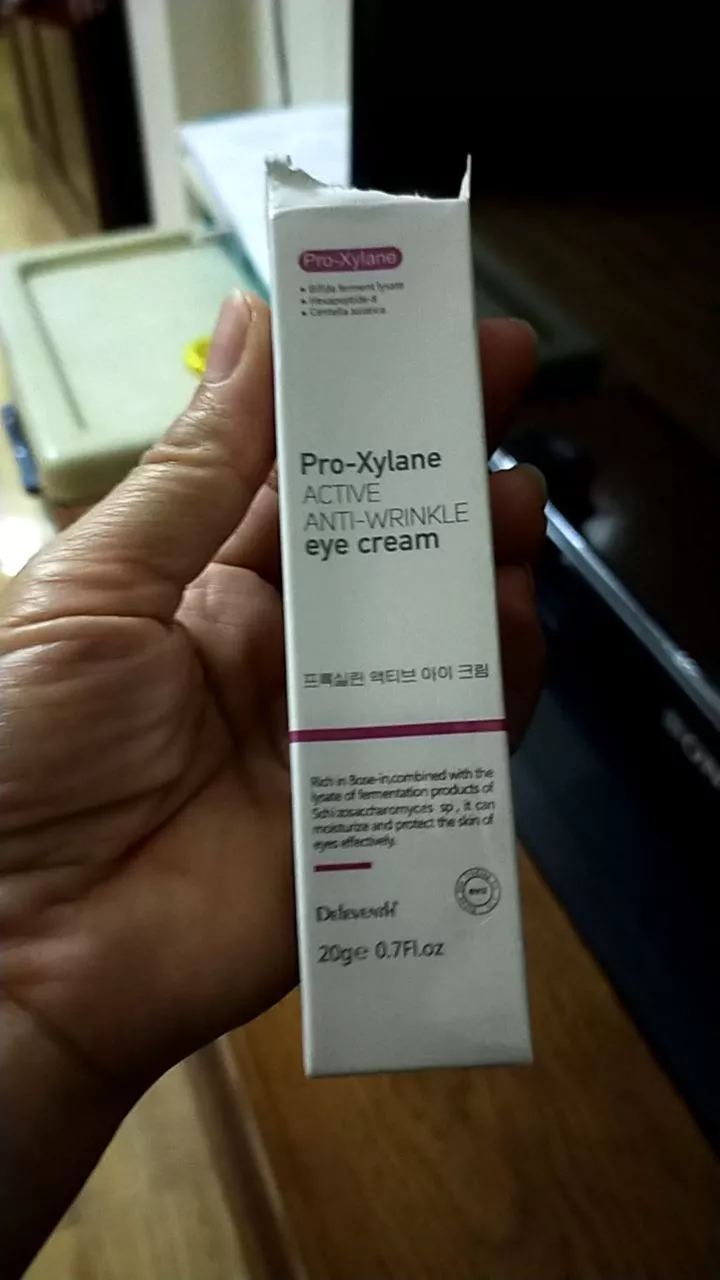 Pro-Xylane
• Bifida ferment lysate
• Hexapeptide-8
• Centella asiatica
Pro-Xylane
ACTIVE
ANTI-WRINKLE
eye cream
프록실린 액티브 아이 크림
Rich in Bose-in,combined with the
lysate of fermentation products of
Schizosaccharomyces sp , it can
moisturize and protect the skin of
eyes effectively.
20ge 0.7Fl.oz